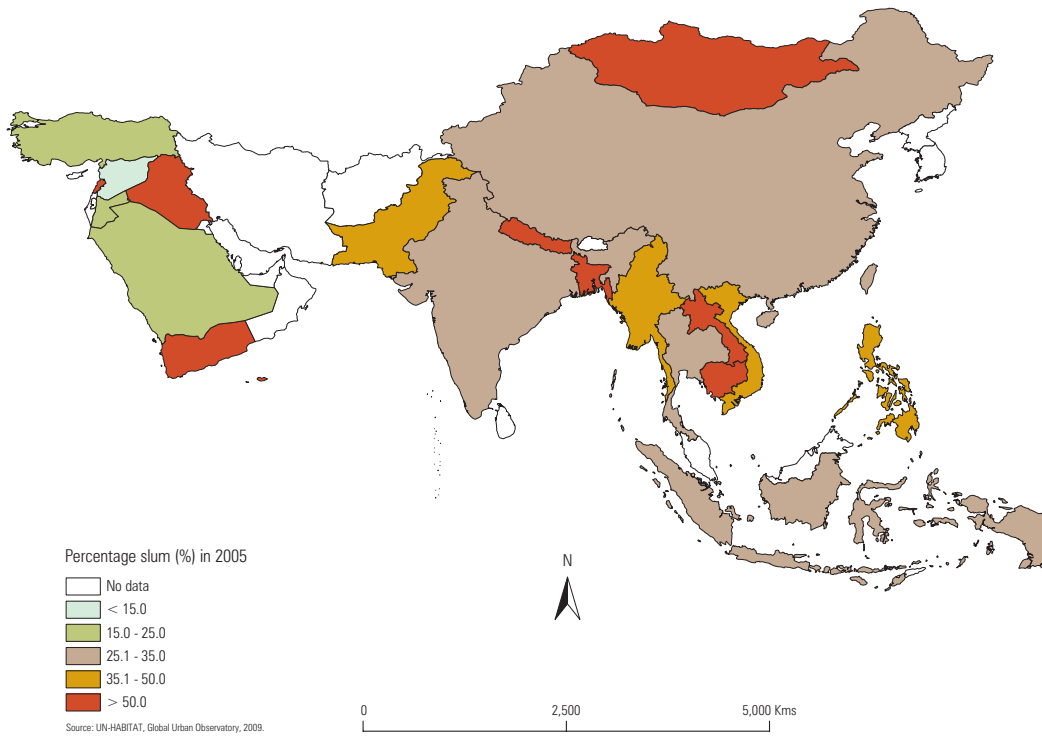 N
Percentage slum (%) in 2005
No data
< 15.0
15.0 - 25.0
25.1 - 35.0
35.1 - 50.0
> 50.0
Source: UN-HABITAT, Global Urban Observatory, 2009.
0 2,500 5,000 Kms